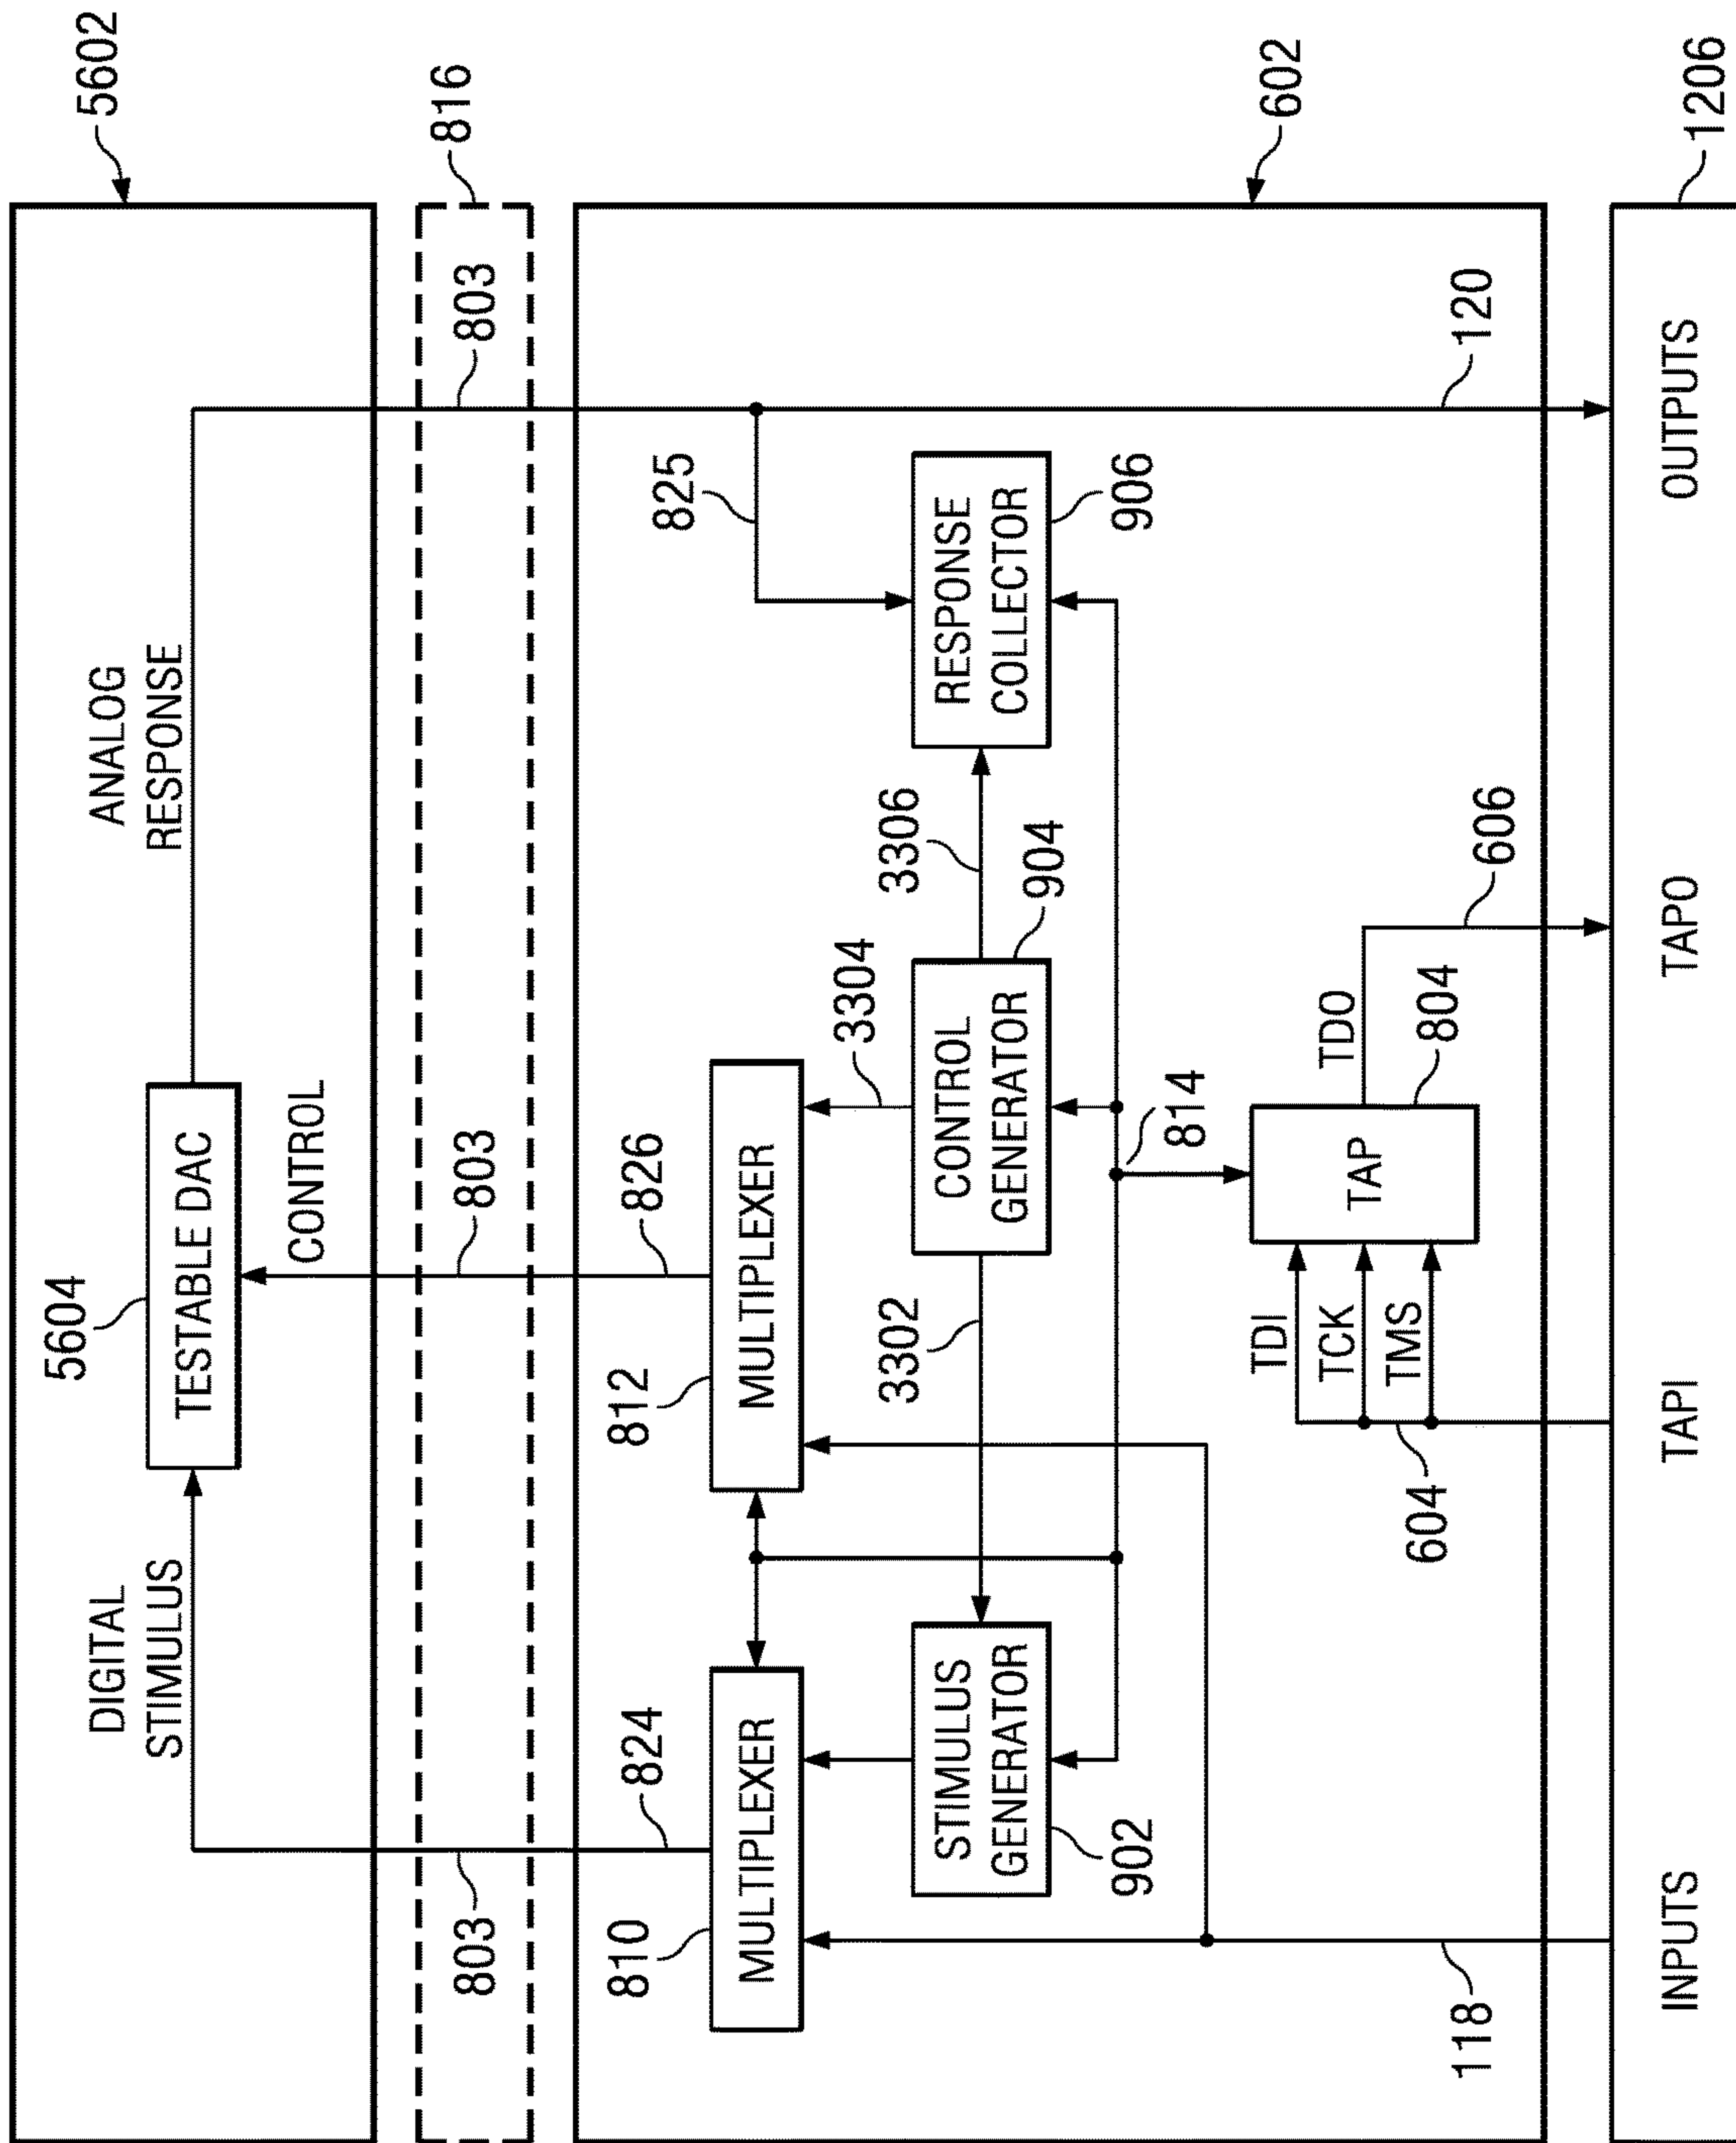 5602
816
602
1206
DIGITAL
STIMULUS
5604
TESTABLE DAC
CONTROL
ANALOG
RESPONSE
803
803
803
810
824
812
826
825
MULTIPLEXER
MULTIPLEXER
3304
3302
3306
STIMULUS
GENERATOR
902
CONTROL
GENERATOR
904
RESPONSE
COLLECTOR
906
814
TDI
TCK
TMS
TAP
TDO
804
118
604
606
120
INPUTS
TAPI
TAPO
OUTPUTS